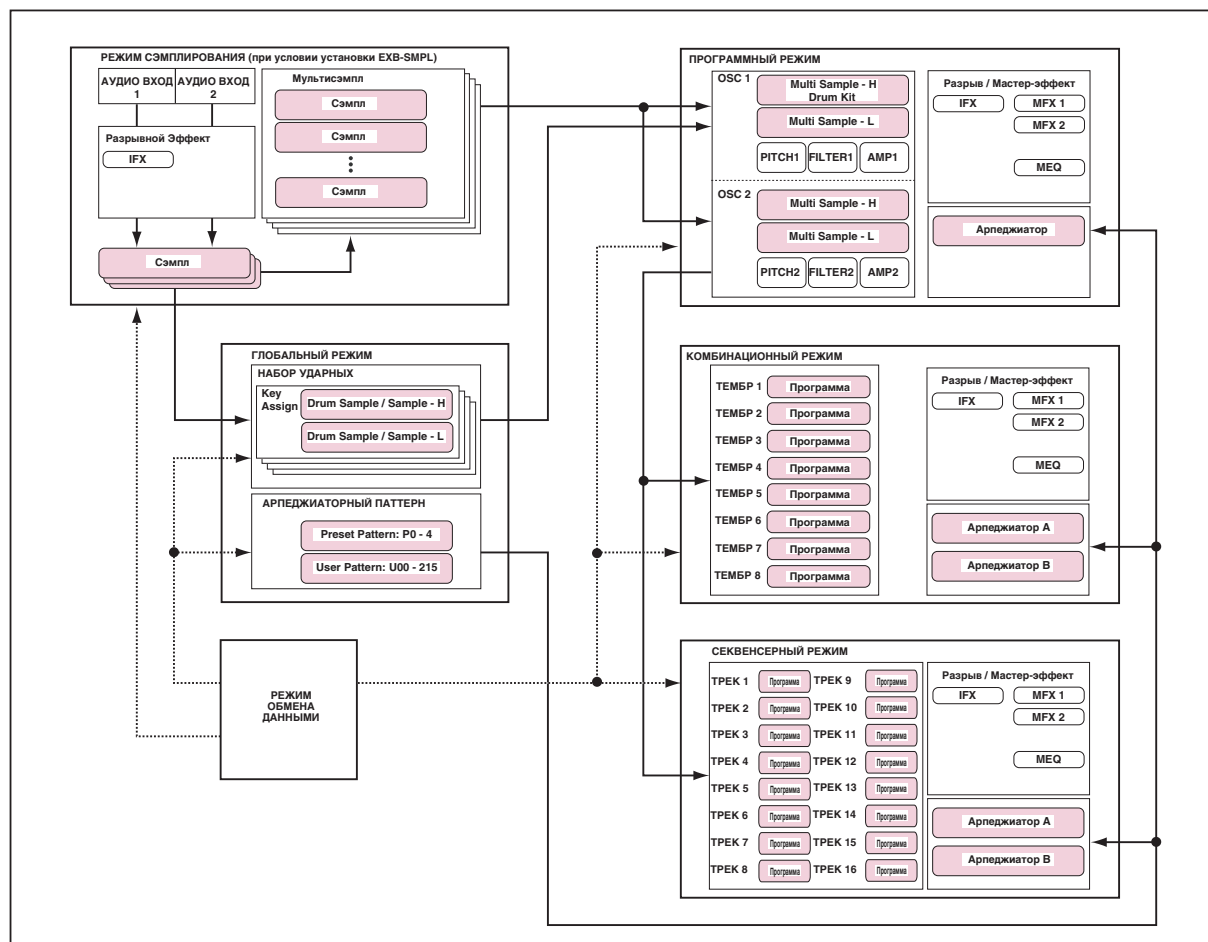 РЕЖИМ СЭМПЛИРОВАНИЯ (при условии установки EXB-SMPL)
АУДИО ВХОД
1
АУДИО ВХОД
2
Разрывной Эффект
IFX
Сэмпл
Мультисэмпл
Сэмпл
Сэмпл
Сэмпл
ПРОГРАММНЫЙ РЕЖИМ
OSC 1
Multi Sample - H
Drum Kit
Multi Sample - L
PITCH1
FILTER1
AMP1
OSC 2
Multi Sample - H
Multi Sample - L
PITCH2
FILTER2
AMP2
Разрыв / Мастер-эффект
IFX
MFX 1
MFX 2
MEQ
Арпеджиатор
ГЛОБАЛЬНЫЙ РЕЖИМ
НАБОР УДАРНЫХ
Key
Assign
Drum Sample / Sample - H
Drum Sample / Sample - L
АРПЕДЖИАТОРНЫЙ ПАТТЕРН
Preset Pattern: P0 - 4
User Pattern: U00 - 215
КОМБИНАЦИОННЫЙ РЕЖИМ
ТЕМБР 1 Программа
ТЕМБР 2 Программа
ТЕМБР 3 Программа
ТЕМБР 4 Программа
ТЕМБР 5 Программа
ТЕМБР 6 Программа
ТЕМБР 7 Программа
ТЕМБР 8 Программа
Разрыв / Мастер-эффект
IFX
MFX 1
MFX 2
MEQ
Арпеджиатор A
Арпеджиатор B
РЕЖИМ
ОБМЕНА
ДАННЫМИ
СЕКВЕНСЕРНЫЙ РЕЖИМ
ТРЕК 1 Программа ТРЕК 9 Программа
ТРЕК 2 Программа ТРЕК 10 Программа
ТРЕК 3 Программа ТРЕК 11 Программа
ТРЕК 4 Программа ТРЕК 12 Программа
ТРЕК 5 Программа ТРЕК 13 Программа
ТРЕК 6 Программа ТРЕК 14 Программа
ТРЕК 7 Программа ТРЕК 15 Программа
ТРЕК 8 Программа ТРЕК 16 Программа
Разрыв / Мастер-эффект
IFX
MFX 1
MFX 2
MEQ
Арпеджиатор A
Арпеджиатор B